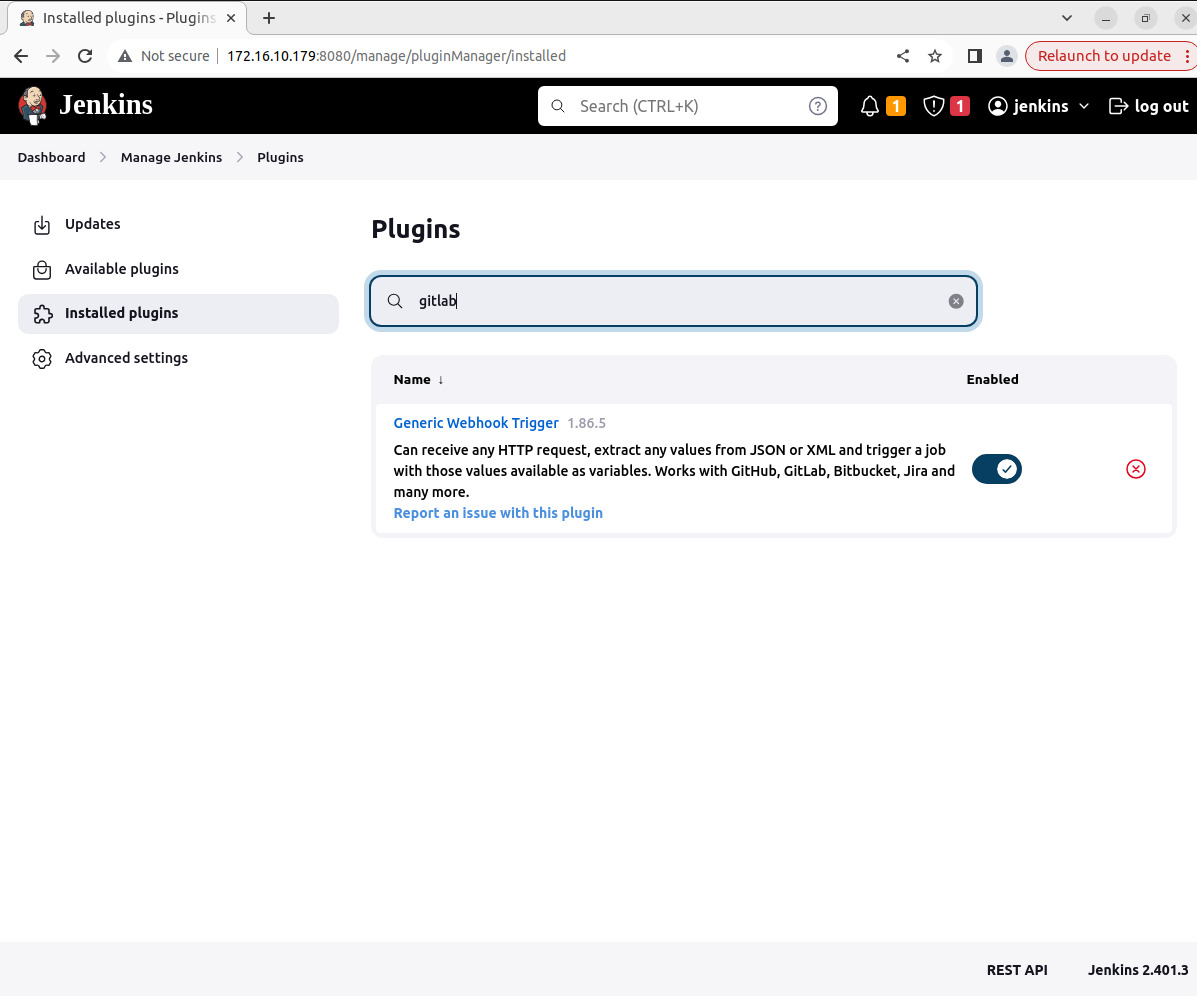 Installed plugins - Plugins
Not secure
172.16.10.179:8080/manage/pluginManager/installed
Relaunch to update
Jenkins
Search (CTRL+K)
1
1
jenkins
log out
Dashboard
Manage Jenkins
Plugins
Updates
Available plugins
Installed plugins
Advanced settings
Plugins
gitlab
Name ↓
Enabled
Generic Webhook Trigger 1.86.5
Can receive any HTTP request, extract any values from JSON or XML and trigger a job
with those values available as variables. Works with GitHub, GitLab, Bitbucket, Jira and
many more.
Report an issue with this plugin
REST API
Jenkins 2.401.3